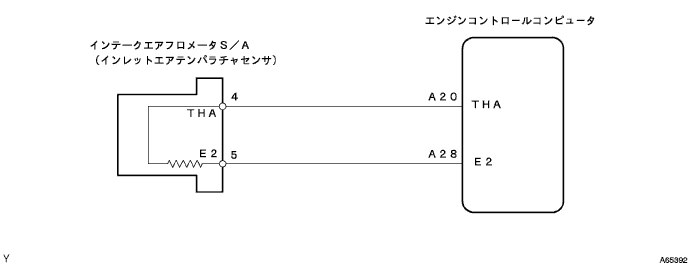 エンジンコントロールコンピュータ
インテークエアフロメータS/A
(インレットエアテンパラチャセンサ)
4
A20
THA
THA
E2
5
A28
E2
Y
A65392